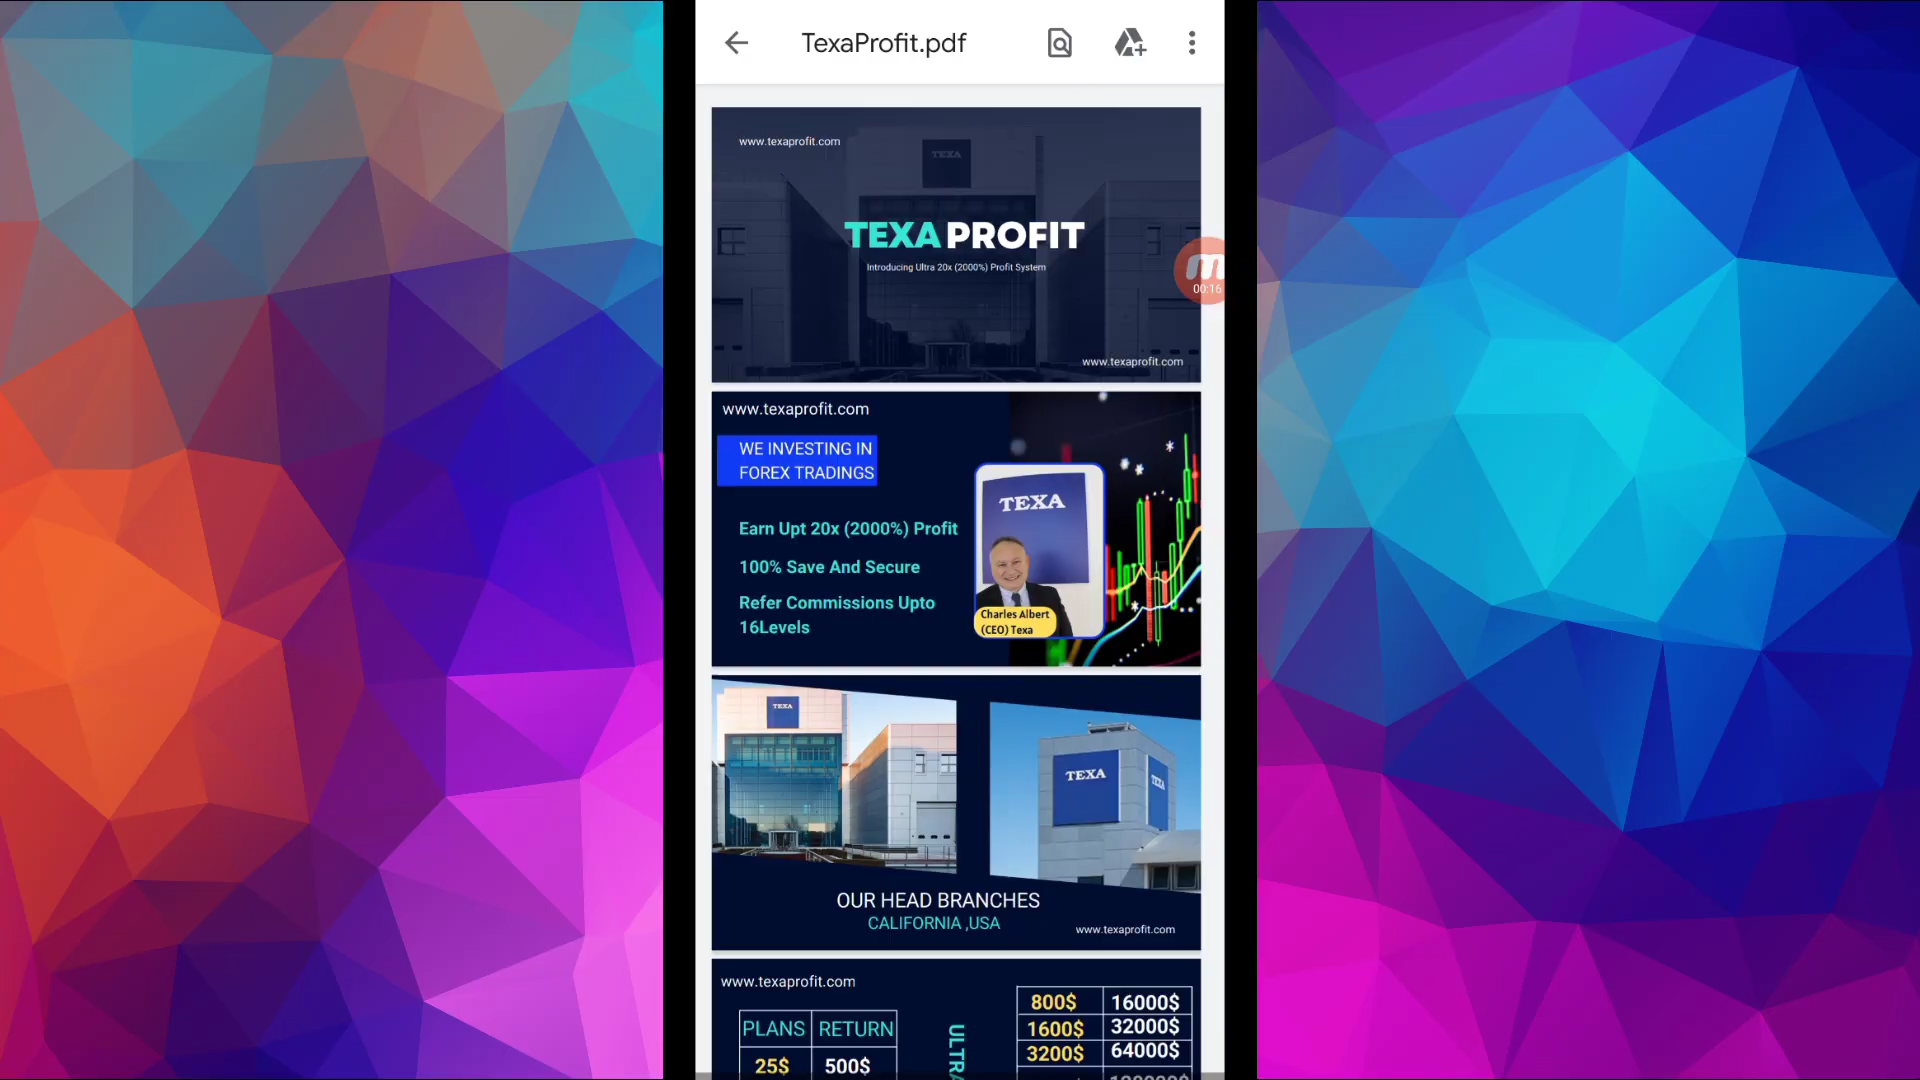 TexaProfit.pdf
www.texaprofit.com
TEXA
TEXA PROFIT
Introducing Ultra 20x (2000%) Profit System
00:16
www.texaprofit.com
www.texaprofit.com
WE INVESTING IN
FOREX TRADINGS
Earn Upt 20x (2000%) Profit
100% Save And Secure
Refer Commissions Upto
16Levels
TEXA
Charles Albert
(CEO) Texa
TEXA
TEXA
TEXA
OUR HEAD BRANCHES
CALIFORNIA ,USA
www.texaprofit.com
www.texaprofit.com
PLANS RETURN
25$ 500$
ULTRA
800$ 16000$
1600$ 32000$
3200$ 64000$